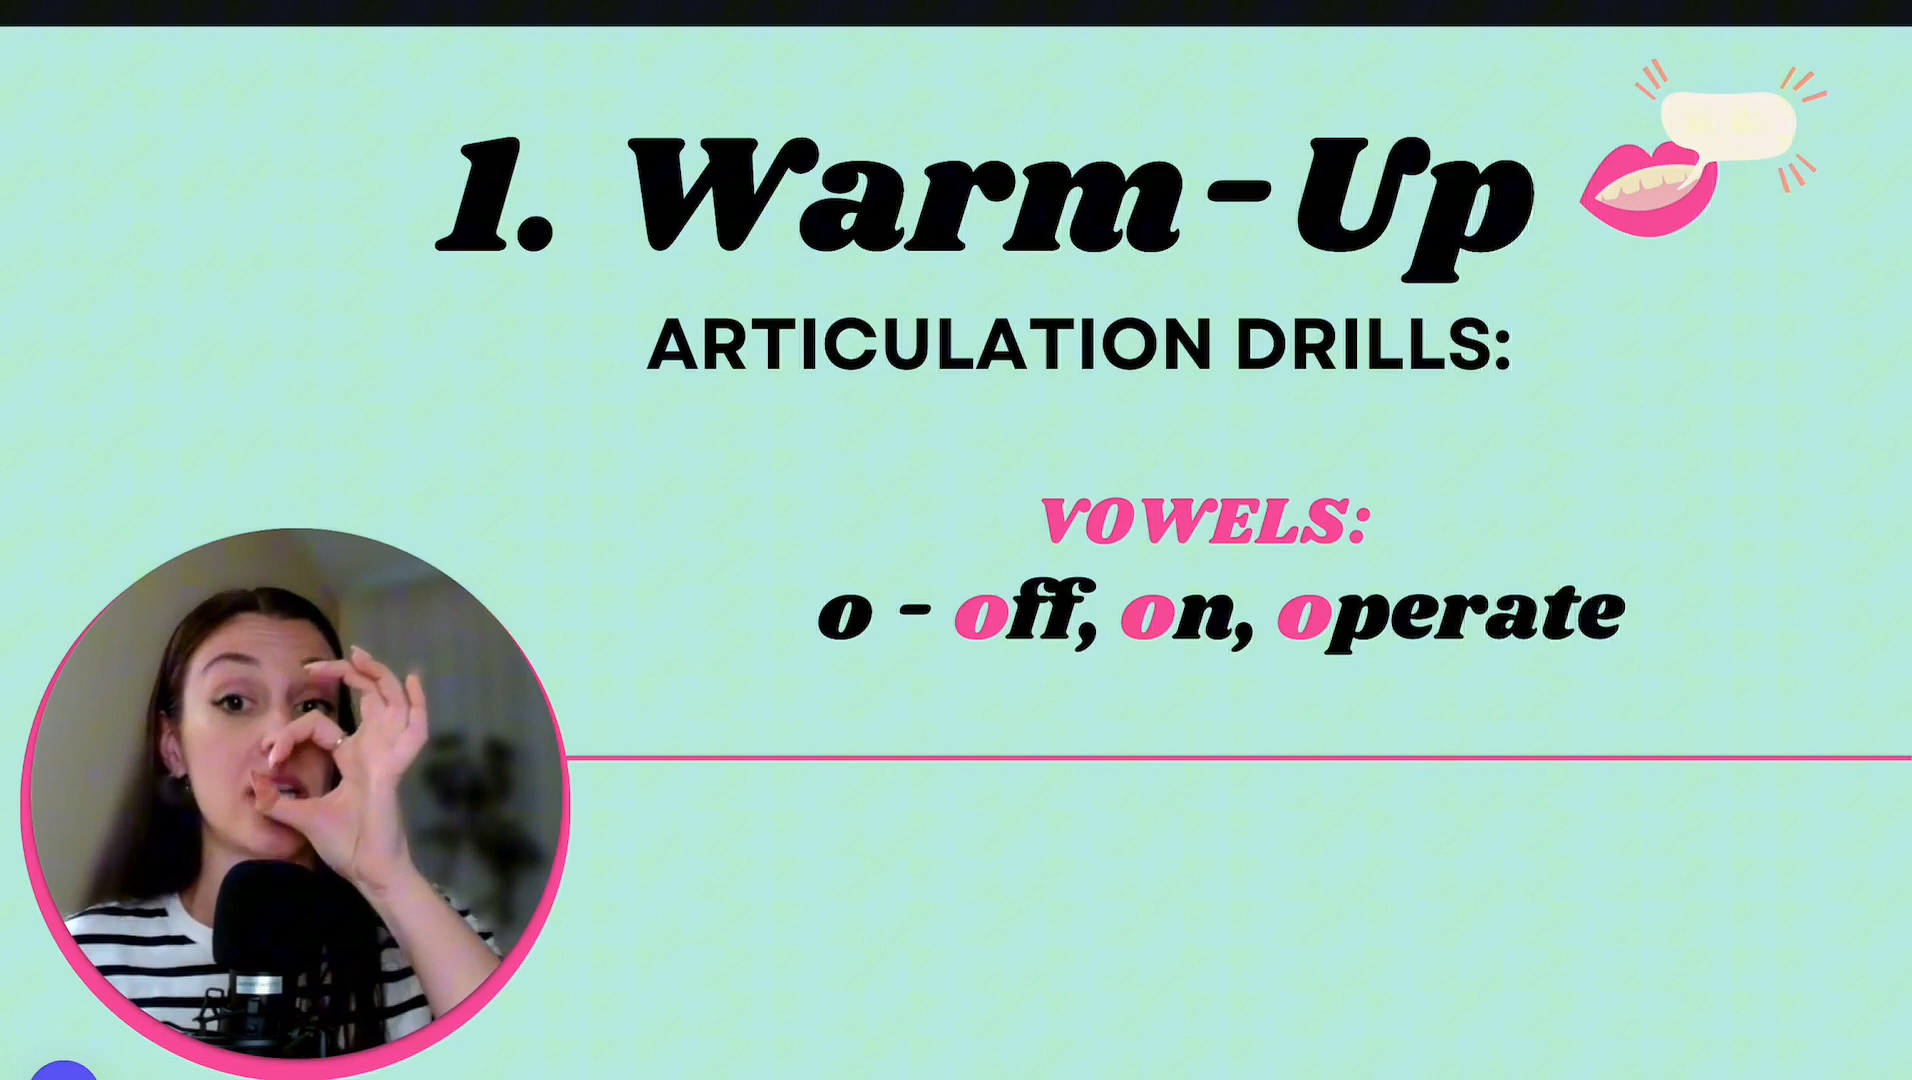 1. Warm-Up
ARTICULATION DRILLS:
VOWELS:
o - off, on, operate